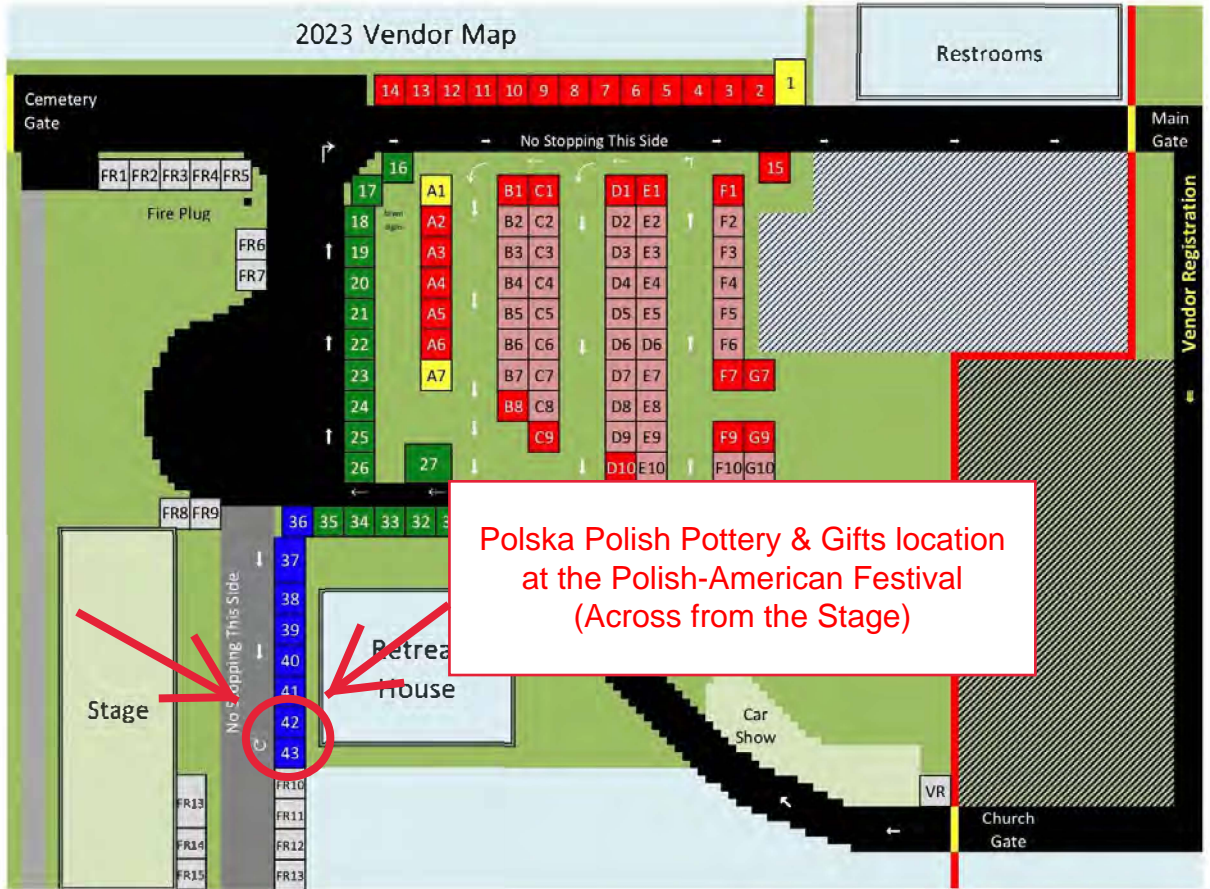 2023 Vendor Map
Restrooms
Cemetery
Gate
14 13 12 11 10 9 8 7 6 5 4 3 2 1
No Stopping This Side
Main
Gate
FR1 FR2 FR3 FR4 FR5
Fire Plug
16 15
17 A1 B1 C1 D1 E1 F1
18 A2 B2 C2 D2 E2 F2
FR6 19 A3 B3 C3 D3 E3 F3
FR7 20 A4 B4 C4 D4 E4 F4
21 A5 B5 C5 D5 E5 F5
22 A6 B6 C6 D6 D6 F6
23 A7 B7 C7 D7 E7 F7 G7
24 B8 C8 D8 E8
25 C9 D9 E9 F9 G9
26 27 D10 E10 F10 G10
Vendor Registration
FR8 FR9
36 35 34 33 32
37
38
39
40
41
42
43
No Stopping This Side
Stage
Polska Polish Pottery & Gifts location
at the Polish-American Festival
(Across from the Stage)
House
Car
Show
VR
Church
Gate
FR13
FR14
FR15
FR10
FR11
FR12
FR13